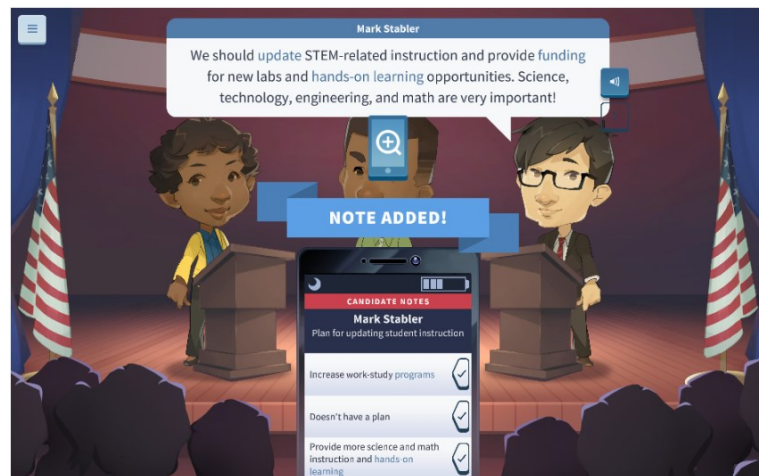 Mark Stabler
We should update STEM-related instruction and provide funding
for new labs and hands-on learning opportunities. Science,
technology, engineering, and math are very important!
NOTE ADDED!
CANDIDATE NOTES
Mark Stabler
Plan for updating student instruction
Increase work-study programs
Doesn't have a plan
Provide more science and math
instruction and hands-on
learning